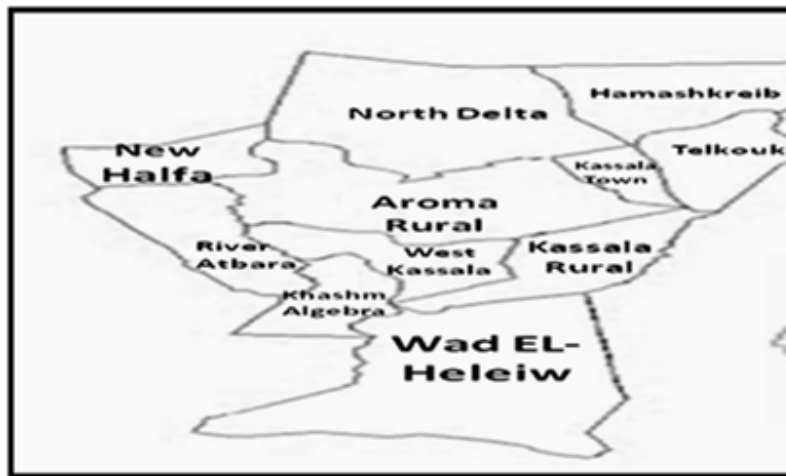 Hamashkreib
North Delta
New
Halfa
Telkouk
Kassala
Town
Aroma
Rural
River
Atbara
West
Kassala
Kassala
Rural
Khashm
Algebra
Wad EL-
Heleiw